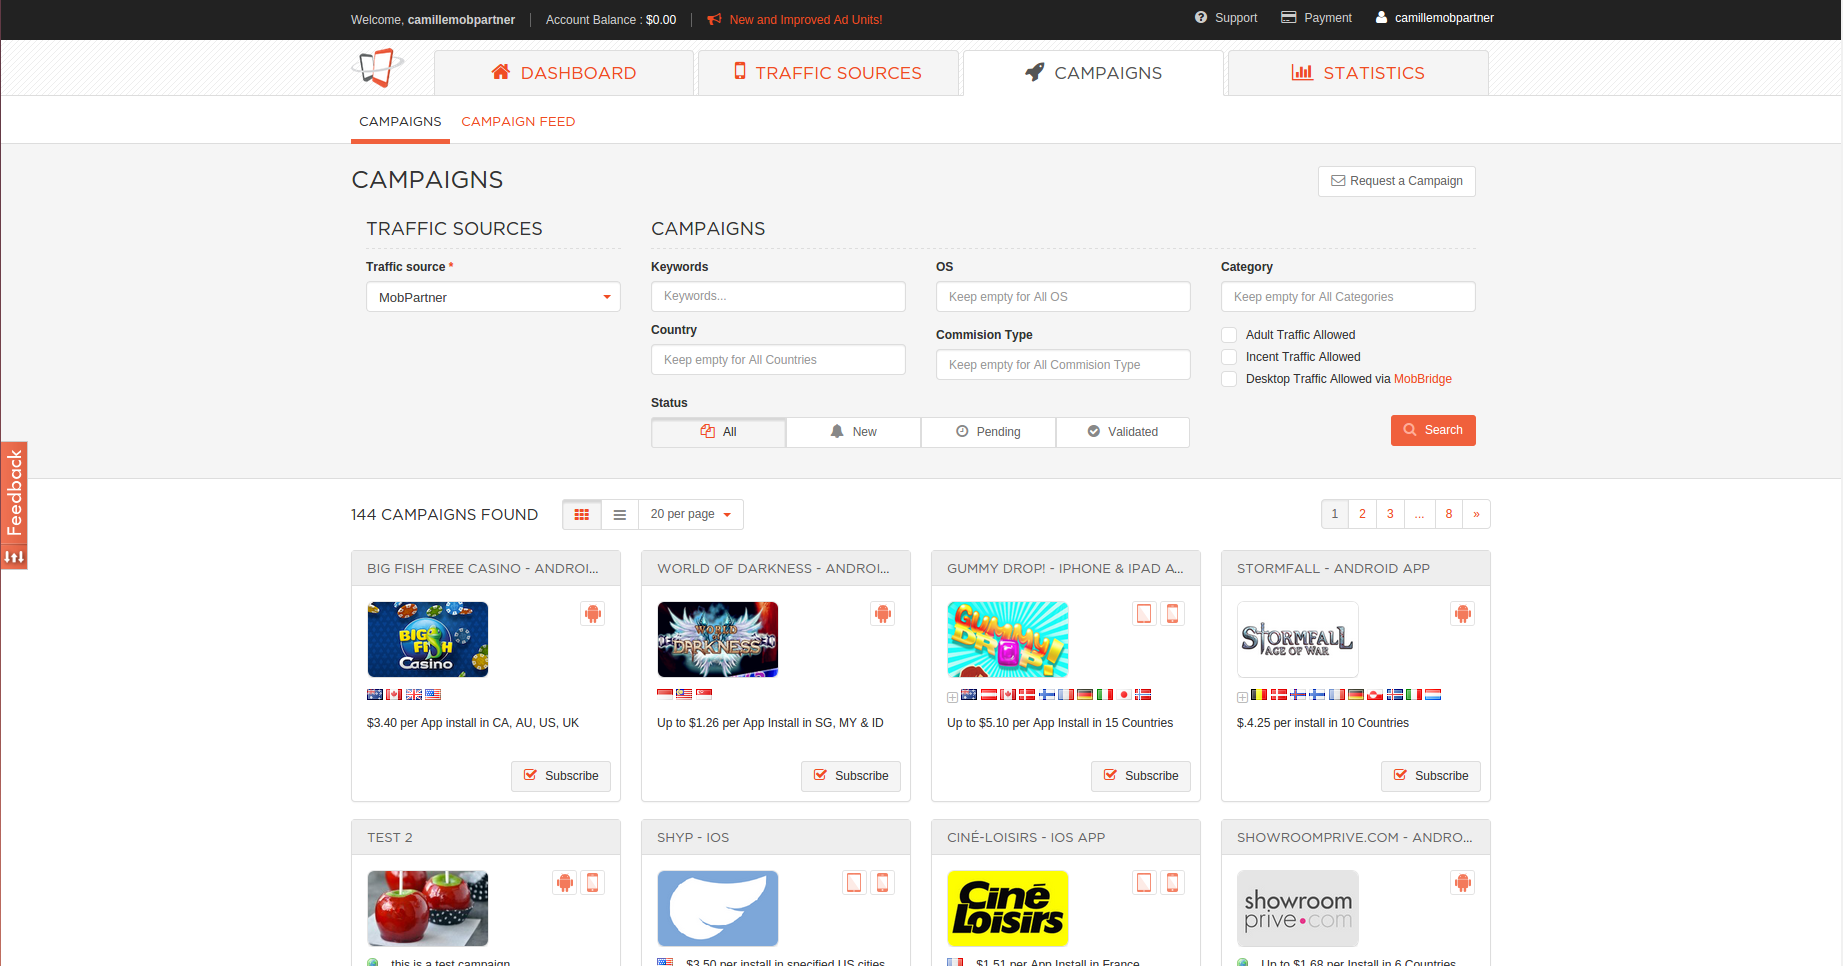 Welcome, camillemobpartner
Account Balance : $0.00
New and Improved Ad Units!
Support
Payment
camillemobpartner
DASHBOARD
TRAFFIC SOURCES
CAMPAIGNS
STATISTICS
CAMPAIGNS
CAMPAIGN FEED
CAMPAIGNS
Request a Campaign
TRAFFIC SOURCES
CAMPAIGNS
Traffic source *
Keywords
OS
Category
MobPartner
Keywords...
Keep empty for All OS
Keep empty for All Categories
Country
Commision Type
Adult Traffic Allowed
Keep empty for All Countries
Keep empty for All Commision Type
Incent Traffic Allowed
Desktop Traffic Allowed via MobBridge
Status
All
New
Pending
Validated
Search
Feedback
144 CAMPAIGNS FOUND
20 per page
1 2 3 ... 8 »
BIG FISH FREE CASINO - ANDROI...
WORLD OF DARKNESS - ANDROI...
GUMMY DROP! - IPHONE & IPAD A...
STORMFALL - ANDROID APP
BIG FISH Casino
WORLD OF DARKNESS
GUMMY DROP!
STORMFALL AGE OF WAR
$3.40 per App install in CA, AU, US, UK
Up to $1.26 per App Install in SG, MY & ID
Up to $5.10 per App Install in 15 Countries
$.4.25 per install in 10 Countries
Subscribe
Subscribe
Subscribe
Subscribe
TEST 2
SHYP - IOS
CINÉ-LOISIRS - IOS APP
SHOWROOMPRIVE.COM - ANDRO...
Ciné Loisirs
showroom
prive.com
this is a test campaign
$3.50 per install in specified US cities
$1.51 per App Install in France
Up to $1.68 per Install in 6 Countries